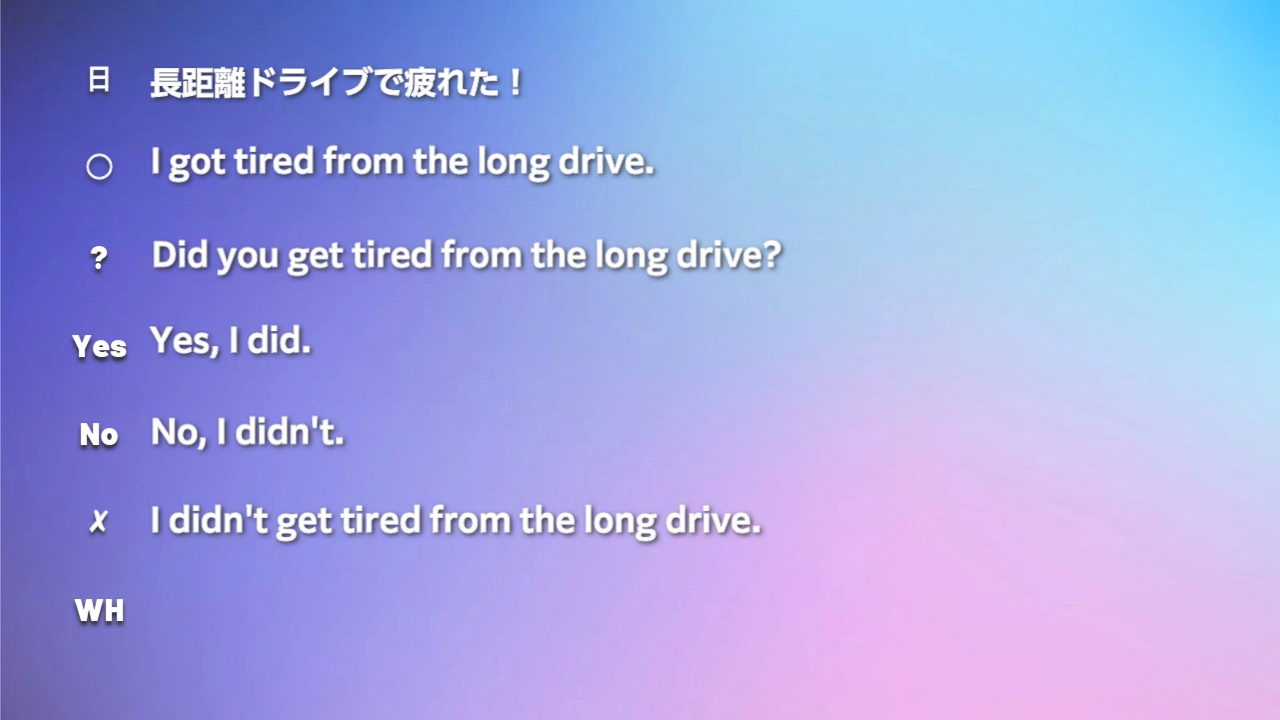 日 長距離ドライブで疲れた！
○ I got tired from the long drive.
? Did you get tired from the long drive?
Yes Yes, I did.
No No, I didn't.
✗ I didn't get tired from the long drive.
WH